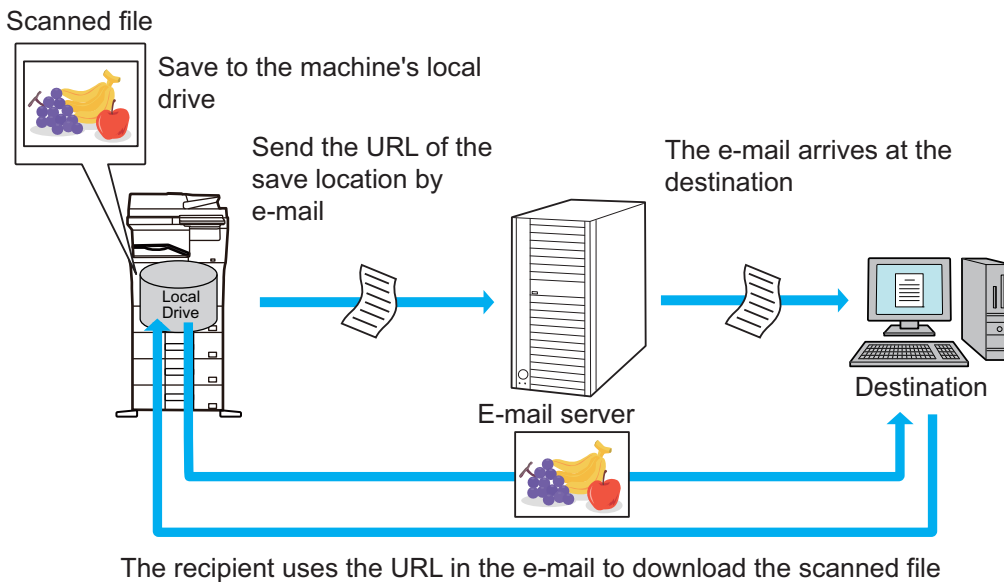 Scanned file
Save to the machine's local
drive
Send the URL of the
save location by
e-mail
The e-mail arrives at the
destination
Local
Drive
E-mail server
Destination
The recipient uses the URL in the e-mail to download the scanned file